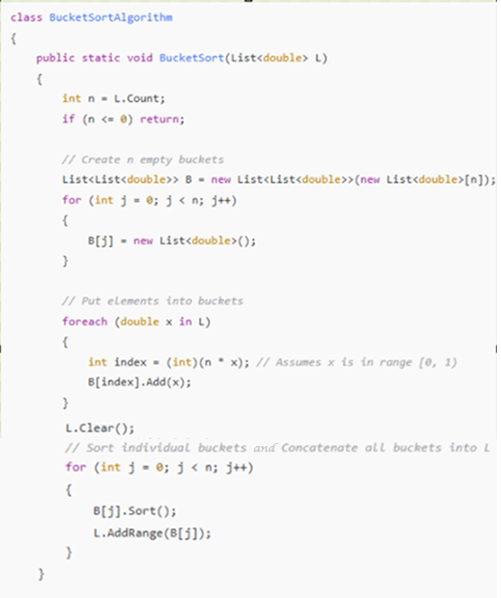 class BucketSortAlgorithm
{
public static void BucketSort(List<double> L)
{
int n = L.Count;
if (n <= 0) return;
// Create n empty buckets
List<List<double>> B = new List<List<double>>(new List<double>[n]);
for (int j = 0; j < n; j++)
{
B[j] = new List<double>();
}
// Put elements into buckets
foreach (double x in L)
{
int index = (int)(n * x); // Assumes x is in range [0, 1)
B[index].Add(x);
}
L.Clear();
// Sort individual buckets and Concatenate all buckets into L
for (int j = 0; j < n; j++)
{
B[j].Sort();
L.AddRange(B[j]);
}
}